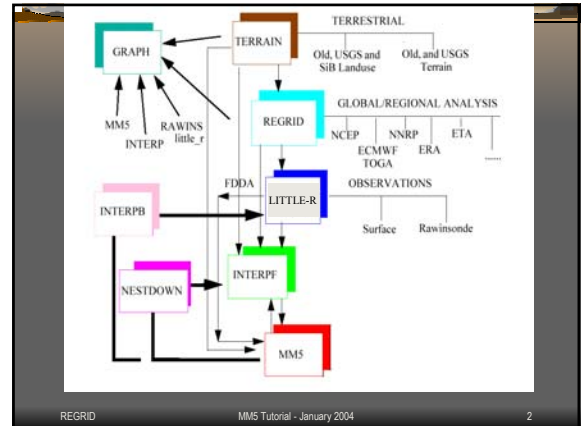 TERRESTRIAL
TERRAIN
GRAPH
Old, USGS and
SiB Landuse
Old, and USGS
Terrain
GLOBAL/REGIONAL ANALYSIS
REGRID
MM5
INTERP
RAWINS
little_r
NCEP
ECMWF
TOGA
NNRP
ERA
ETA
......
FDDA
OBSERVATIONS
LITTLE-R
INTERPB
Surface
Rawinsonde
INTERPF
NESTDOWN
MM5
REGRID
MM5 Tutorial - January 2004
2